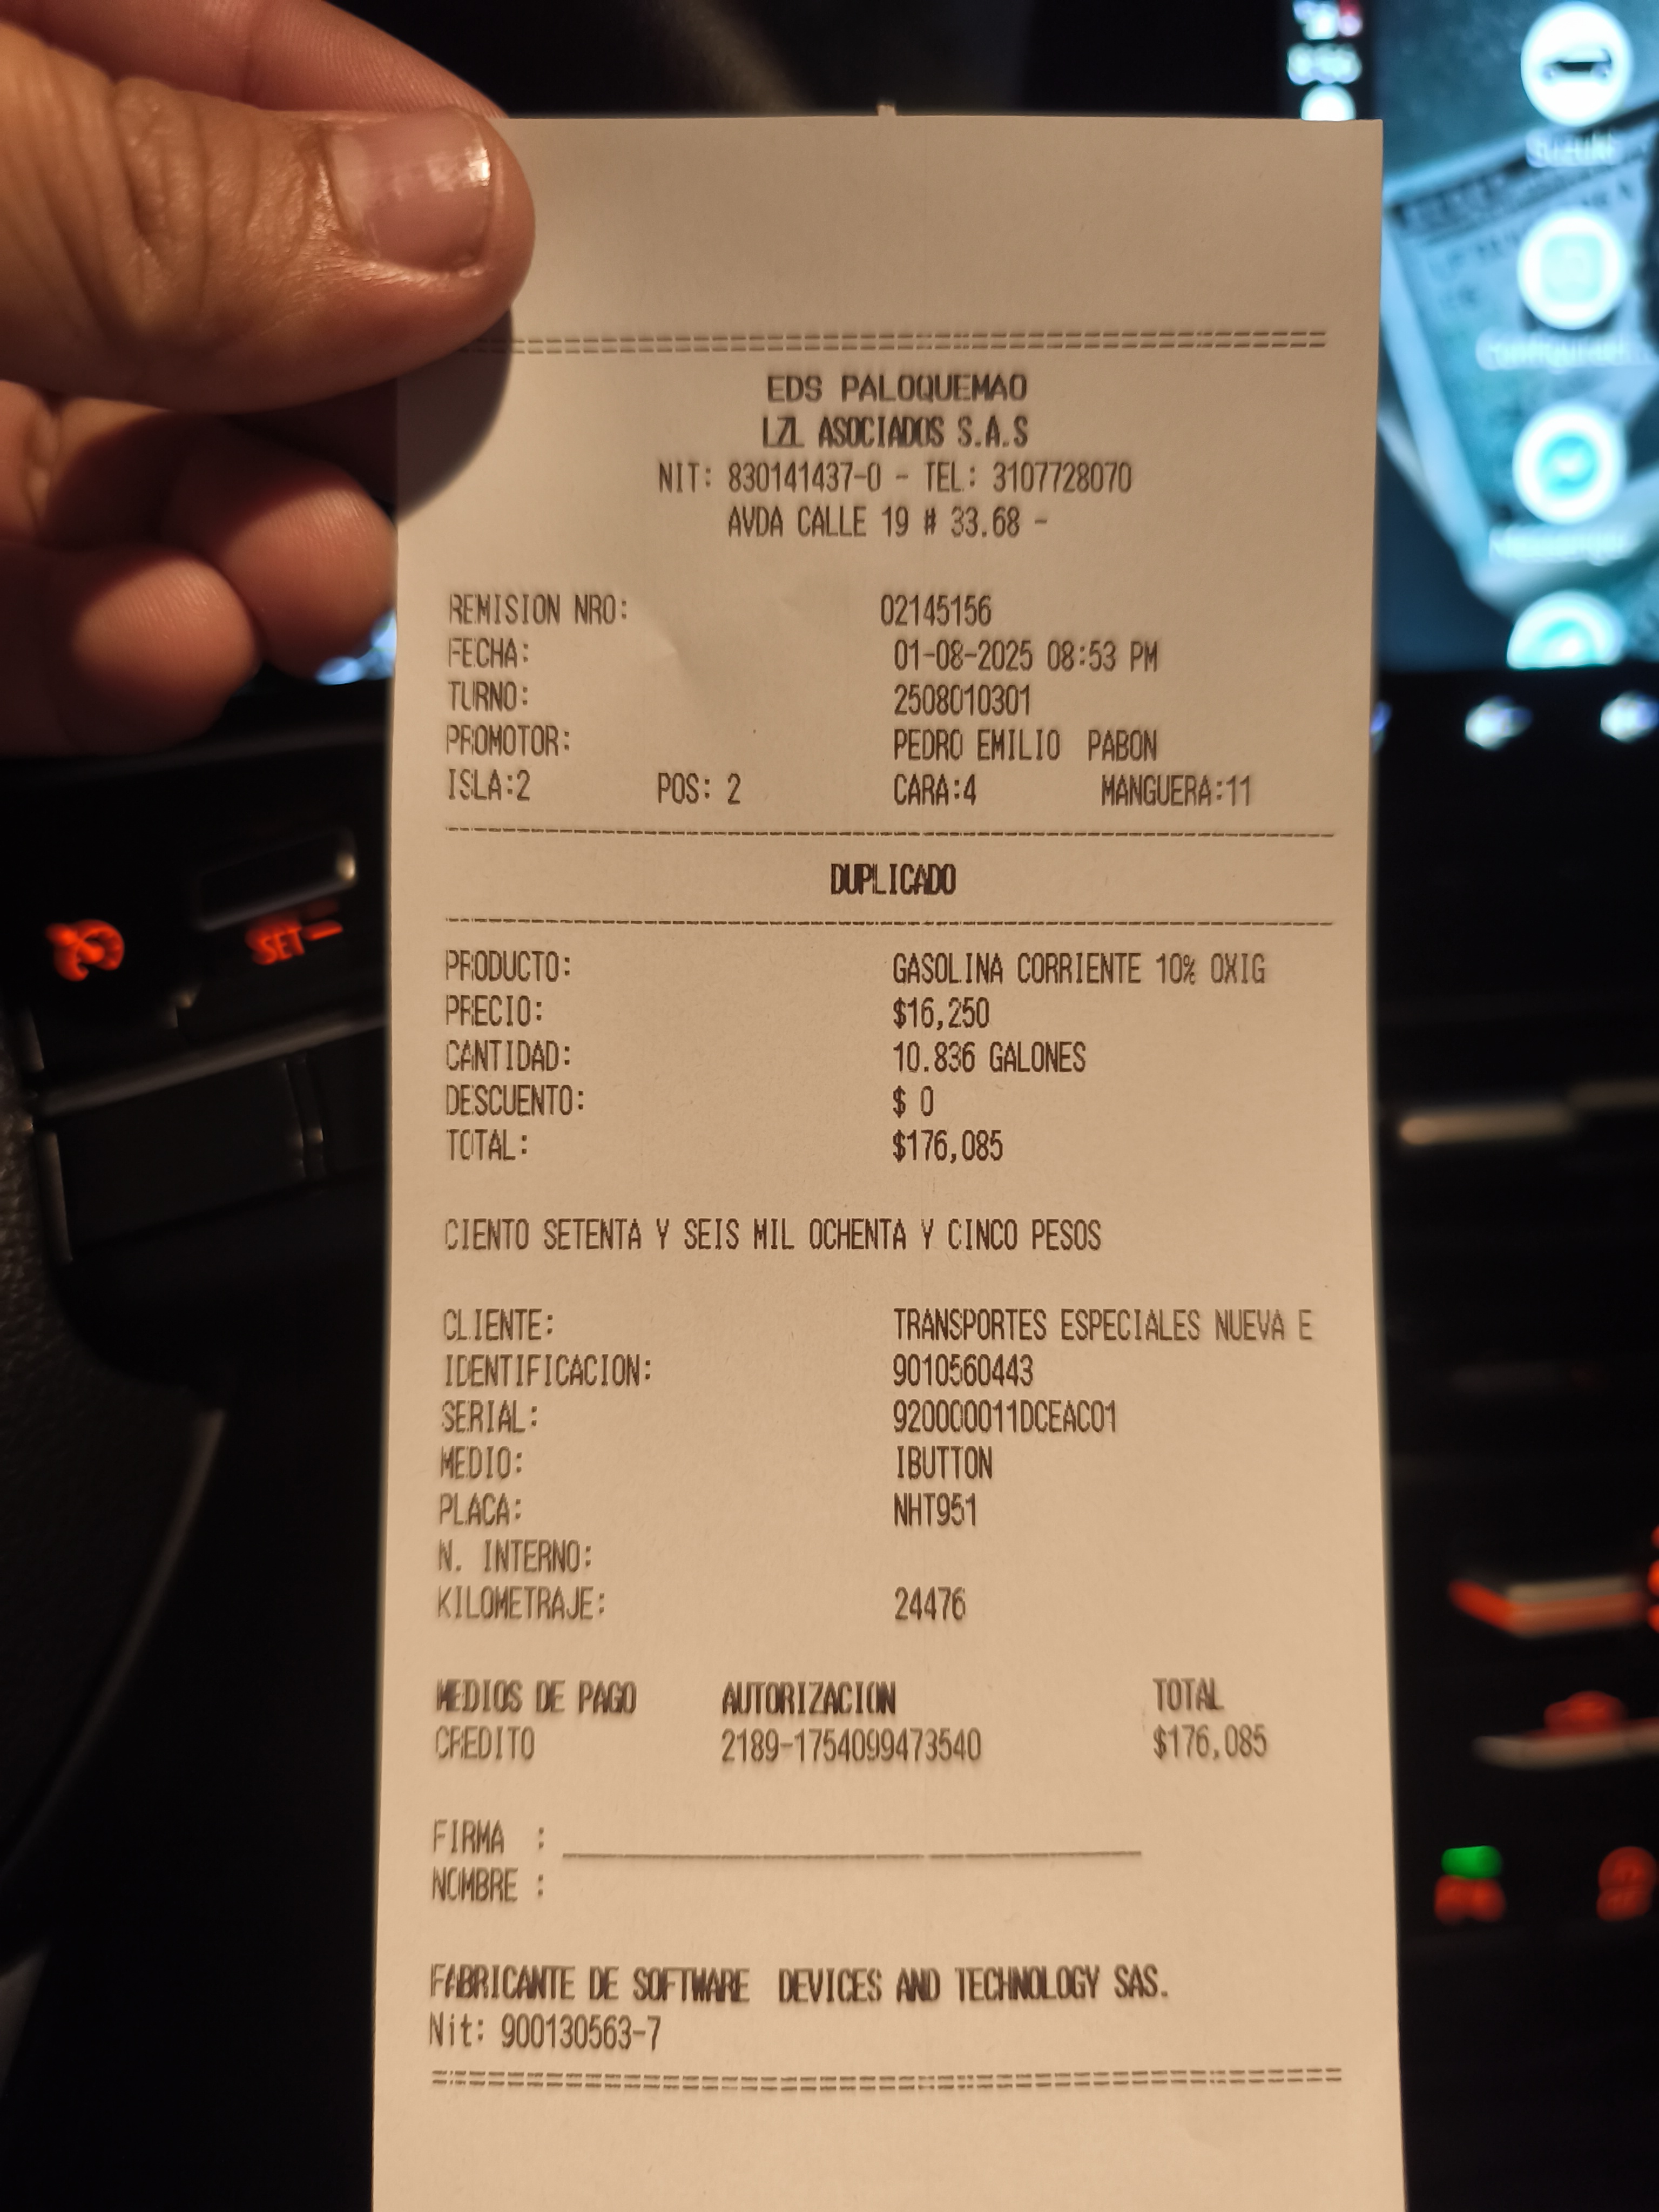 EDS PALOQUEMAO
LZL ASOCIADOS S.A.S
NIT: 830141437-0 - TEL: 3107728070
AVDA CALLE 19 # 33.68 -
REMISION NRO: 02145156
FECHA: 01-08-2025 08:53 PM
TURNO: 2508010301
PROMOTOR: PEDRO EMILIO PABON
ISLA:2 POS: 2 CARA:4 MANGUERA:11
DUPLICADO
PRODUCTO: GASOLINA CORRIENTE 10% OXIG
PRECIO: $16,250
CANTIDAD: 10.836 GALONES
DESCUENTO: $ 0
TOTAL: $176,085
CIENTO SETENTA Y SEIS MIL OCHENTA Y CINCO PESOS
CLIENTE: TRANSPORTES ESPECIALES NUEVA E
IDENTIFICACION: 9010560443
SERIAL: 920000011DCEAC01
MEDIO: IBUTTON
PLACA: NHT951
N. INTERNO:
KILOMETRAJE: 24476
MEDIOS DE PAGO AUTORIZACION TOTAL
CREDITO 2189-1754099473540 $176,085
FIRMA :
NOMBRE :
FABRICANTE DE SOFTWARE DEVICES AND TECHNOLOGY SAS.
Nit: 900130563-7
SET -
Suzuki
Messenger